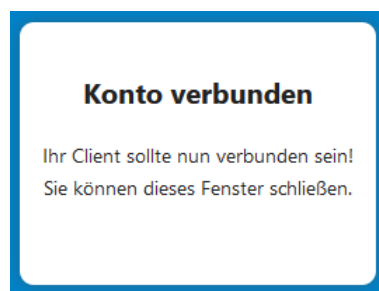 Konto verbunden
Ihr Client sollte nun verbunden sein!
Sie können dieses Fenster schließen.